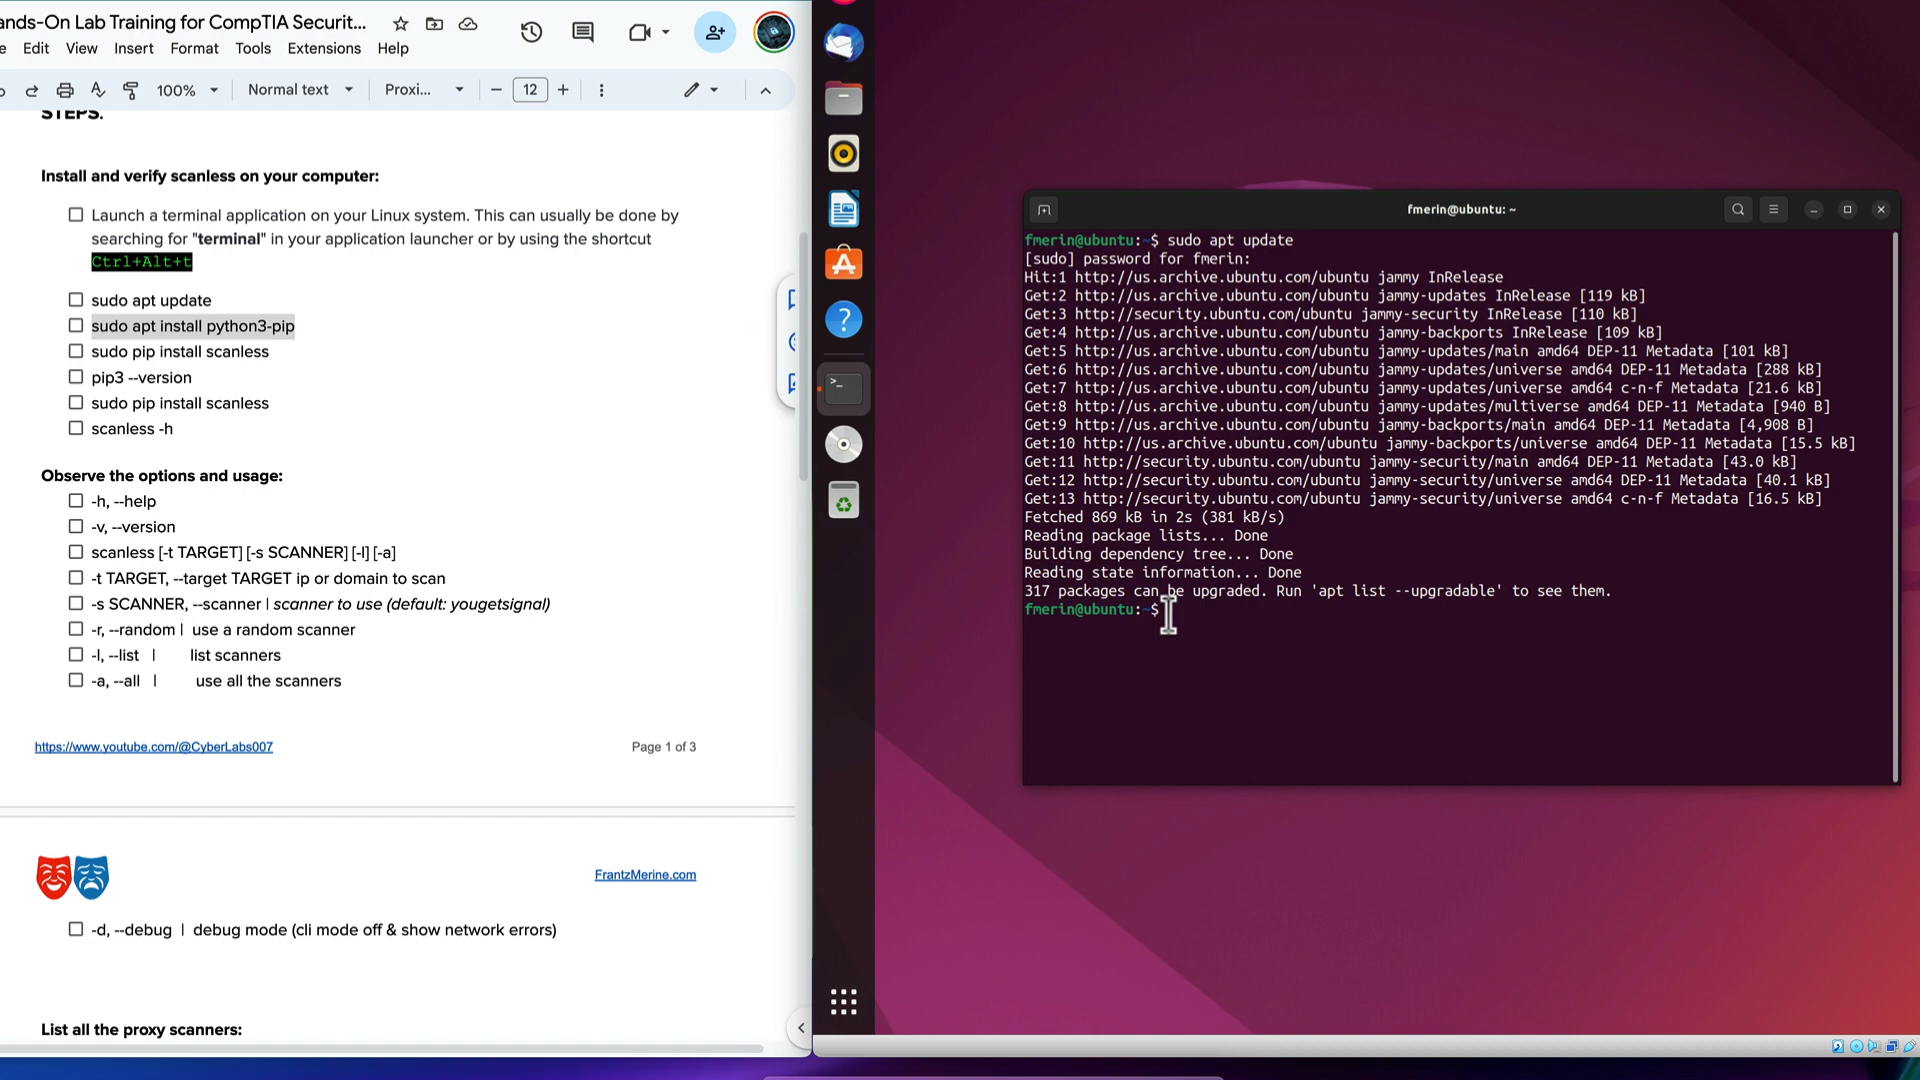 ands-On Lab Training for CompTIA Securit...
e Edit View Insert Format Tools Extensions Help
100% Normal text Proxi... − 12 +
STEPS.
Install and verify scanless on your computer:
Launch a terminal application on your Linux system. This can usually be done by
searching for "terminal" in your application launcher or by using the shortcut
Ctrl+Alt+t
sudo apt update
sudo apt install python3-pip
sudo pip install scanless
pip3 --version
sudo pip install scanless
scanless -h
Observe the options and usage:
-h, --help
-v, --version
scanless [-t TARGET] [-s SCANNER] [-l] [-a]
-t TARGET, --target TARGET ip or domain to scan
-s SCANNER, --scanner | scanner to use (default: yougetsignal)
-r, --random | use a random scanner
-l, --list | list scanners
-a, --all | use all the scanners
https://www.youtube.com/@CyberLabs007 Page 1 of 3
FrantzMerine.com
-d, --debug | debug mode (cli mode off & show network errors)
List all the proxy scanners:
fmerin@ubuntu: ~
fmerin@ubuntu:~$ sudo apt update
[sudo] password for fmerin:
Hit:1 http://us.archive.ubuntu.com/ubuntu jammy InRelease
Get:2 http://us.archive.ubuntu.com/ubuntu jammy-updates InRelease [119 kB]
Get:3 http://security.ubuntu.com/ubuntu jammy-security InRelease [110 kB]
Get:4 http://us.archive.ubuntu.com/ubuntu jammy-backports InRelease [109 kB]
Get:5 http://us.archive.ubuntu.com/ubuntu jammy-updates/main amd64 DEP-11 Metadata [101 kB]
Get:6 http://us.archive.ubuntu.com/ubuntu jammy-updates/universe amd64 DEP-11 Metadata [288 kB]
Get:7 http://us.archive.ubuntu.com/ubuntu jammy-updates/universe amd64 c-n-f Metadata [21.6 kB]
Get:8 http://us.archive.ubuntu.com/ubuntu jammy-updates/multiverse amd64 DEP-11 Metadata [940 B]
Get:9 http://us.archive.ubuntu.com/ubuntu jammy-backports/main amd64 DEP-11 Metadata [4,908 B]
Get:10 http://us.archive.ubuntu.com/ubuntu jammy-backports/universe amd64 DEP-11 Metadata [15.5 kB]
Get:11 http://security.ubuntu.com/ubuntu jammy-security/main amd64 DEP-11 Metadata [43.0 kB]
Get:12 http://security.ubuntu.com/ubuntu jammy-security/universe amd64 DEP-11 Metadata [40.1 kB]
Get:13 http://security.ubuntu.com/ubuntu jammy-security/universe amd64 c-n-f Metadata [16.5 kB]
Fetched 869 kB in 2s (381 kB/s)
Reading package lists... Done
Building dependency tree... Done
Reading state information... Done
317 packages can be upgraded. Run 'apt list --upgradable' to see them.
fmerin@ubuntu:~$